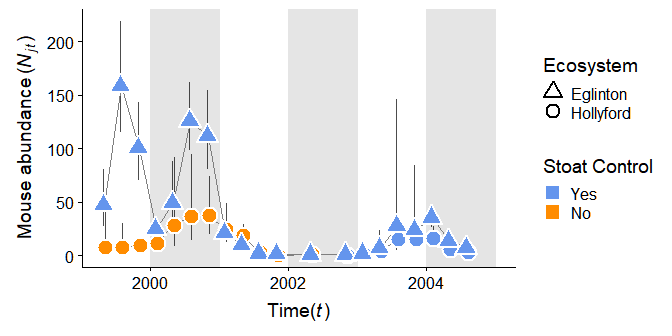 200
150
100
50
0
Mouse abundance (N_jt)
2000
2002
2004
Time(t)
Ecosystem
Eglinton
Hollyford
Stoat Control
Yes
No